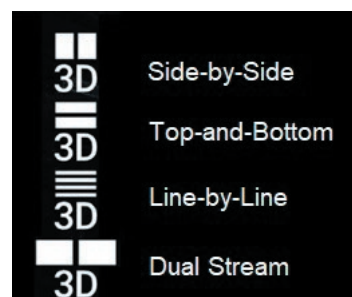 3D Side-by-Side
3D Top-and-Bottom
3D Line-by-Line
3D Dual Stream